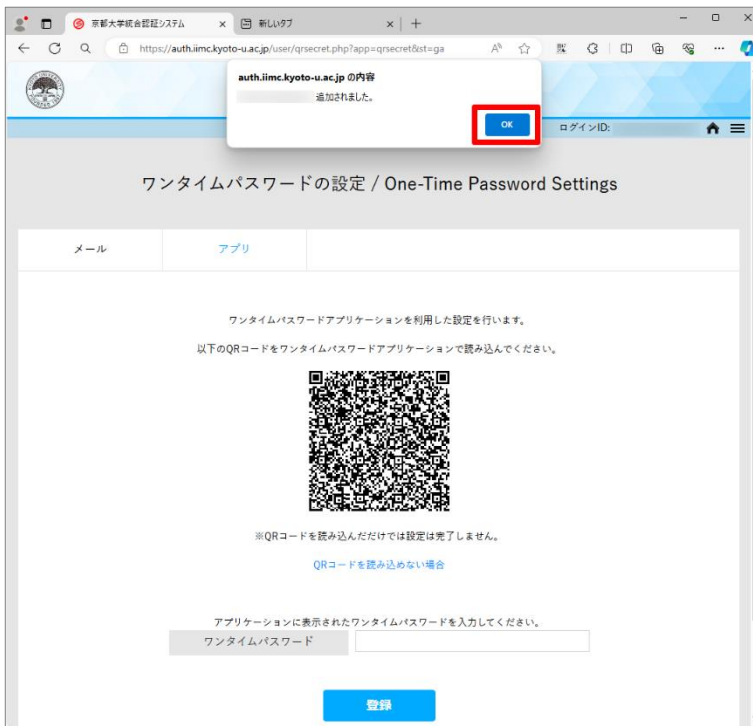 京都大学統合認証システム
新しいタブ
https://auth.iimc.kyoto-u.ac.jp/user/qrsecret.php?app=qrsecret&st=ga
auth.iimc.kyoto-u.ac.jp の内容
追加されました。
OK
ログインID:
ワンタイムパスワードの設定 / One-Time Password Settings
メール
アプリ
ワンタイムパスワードアプリケーションを利用した設定を行います。
以下のQRコードをワンタイムパスワードアプリケーションで読み込んでください。
※QRコードを読み込んだだけでは設定は完了しません。
QRコードを読み込めない場合
アプリケーションに表示されたワンタイムパスワードを入力してください。
ワンタイムパスワード
登録